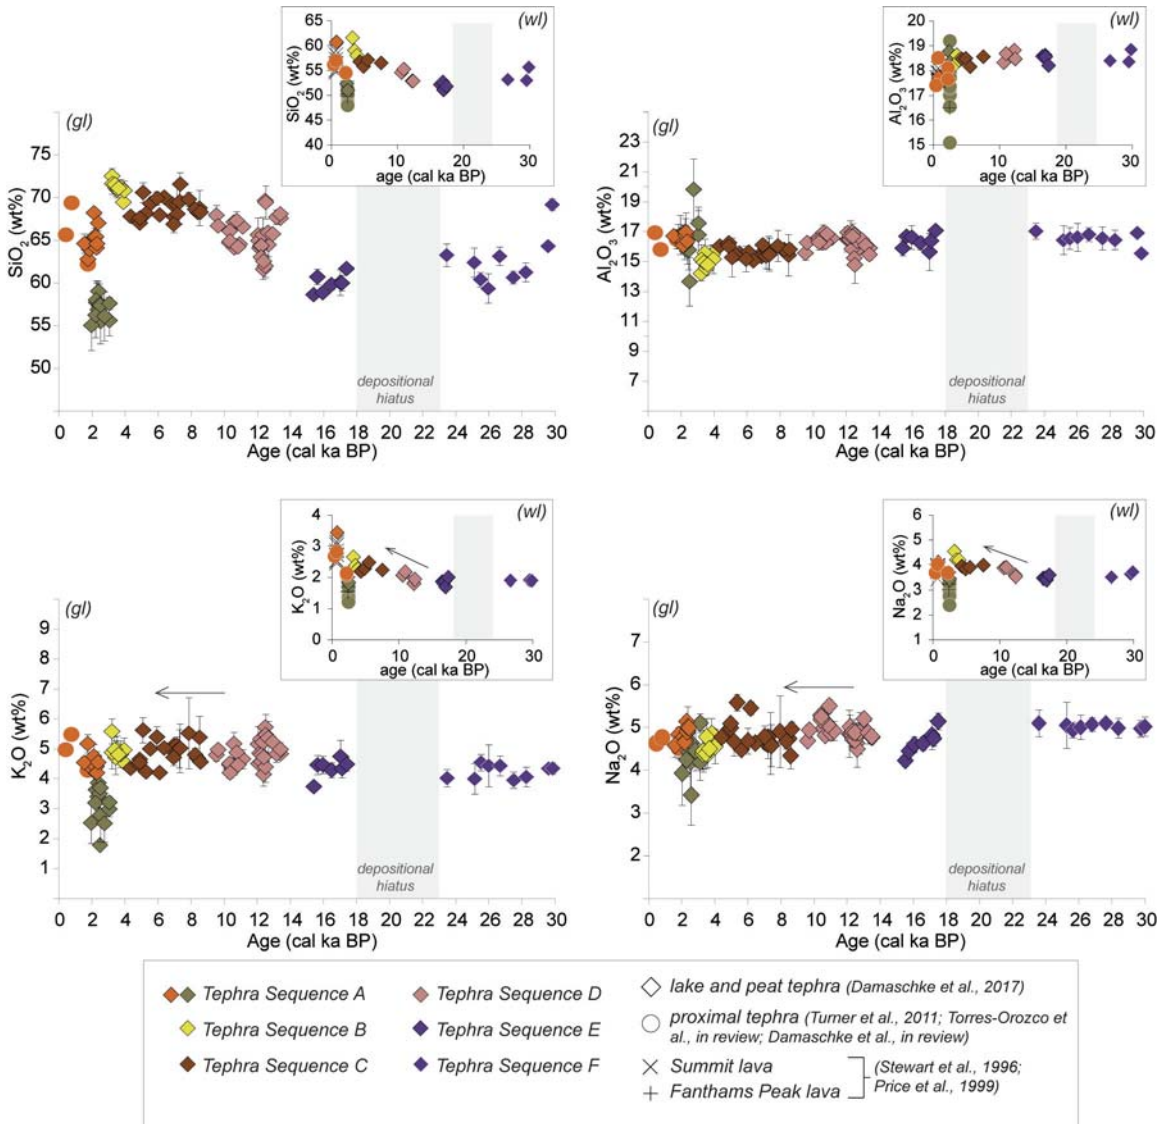 (wl)
65
60
55
50
45
40
SiO2 (wt%)
0 10 20 30
age (cal ka BP)
(gl)
75
70
65
60
55
50
SiO2 (wt%)
depositional
hiatus
0 2 4 6 8 10 12 14 16 18 20 22 24 26 28 30
Age (cal ka BP)
(wl)
20
19
18
17
16
15
Al2O3 (wt%)
0 10 20 30
age (cal ka BP)
(gl)
23
21
19
17
15
13
11
9
7
Al2O3 (wt%)
depositional
hiatus
0 2 4 6 8 10 12 14 16 18 20 22 24 26 28 30
Age (cal ka BP)
(wl)
4
3
2
1
0
K2O (wt%)
0 10 20 30
age (cal ka BP)
(gl)
9
8
7
6
5
4
3
2
1
K2O (wt%)
depositional
hiatus
0 2 4 6 8 10 12 14 16 18 20 22 24 26 28 30
Age (cal ka BP)
(wl)
6
5
4
3
2
1
Na2O (wt%)
0 10 20 30
age (cal ka BP)
(gl)
7
6
5
4
3
2
Na2O (wt%)
depositional
hiatus
0 2 4 6 8 10 12 14 16 18 20 22 24 26 28 30
Age (cal ka BP)
Tephra Sequence A
Tephra Sequence B
Tephra Sequence C
Tephra Sequence D
Tephra Sequence E
Tephra Sequence F
lake and peat tephra (Damaschke et al., 2017)
proximal tephra (Turner et al., 2011; Torres-Orozco et
al., in review; Damaschke et al., in review)
Summit lava
Fanthams Peak lava
(Stewart et al., 1996;
Price et al., 1999)